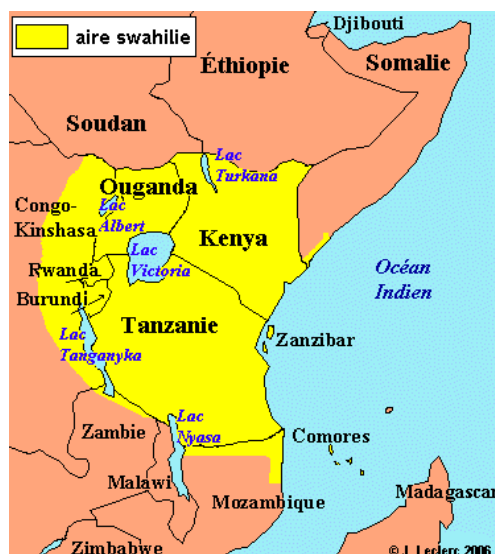 aire swahilie
Djibouti
Éthiopie
Somalie
Soudan
Lac
Turkana
Ouganda
Lac
Albert
Congo-
Kinshasa
Kenya
Lac
Victoria
Océan
Indien
Rwanda
Burundi
Tanzanie
Zanzibar
Lac
Tanganyka
Lac
Nyasa
Zambie
Comores
Malawi
Mozambique
Madagascar
Zimbabwe
© J. Leclerc 2006